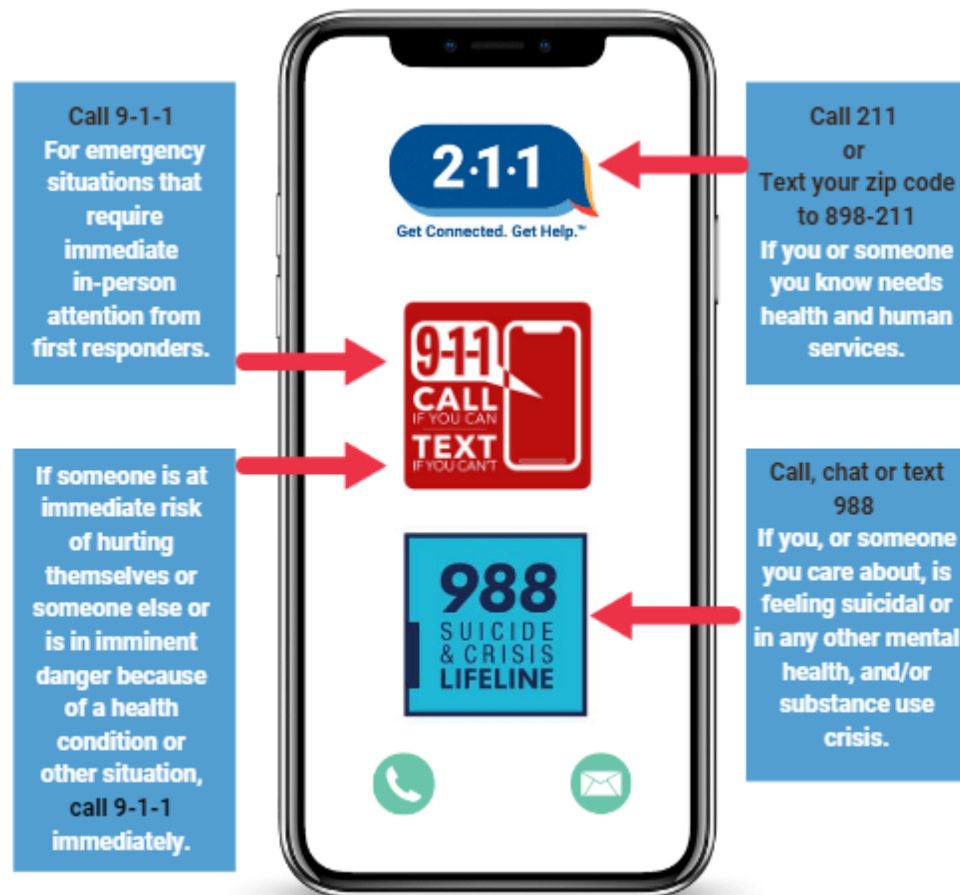 Call 9-1-1
For emergency
situations that
require
immediate
in-person
attention from
first responders.
If someone is at
immediate risk
of hurting
themselves or
someone else or
is in imminent
danger because
of a health
condition or
other situation,
call 9-1-1
immediately.
2·1·1
Get Connected. Get Help.™
9-1-1
CALL
IF YOU CAN
TEXT
IF YOU CAN'T
988
SUICIDE
& CRISIS
LIFELINE
Call 211
or
Text your zip code
to 898-211
If you or someone
you know needs
health and human
services.
Call, chat or text
988
If you, or someone
you care about, is
feeling suicidal or
in any other mental
health, and/or
substance use
crisis.